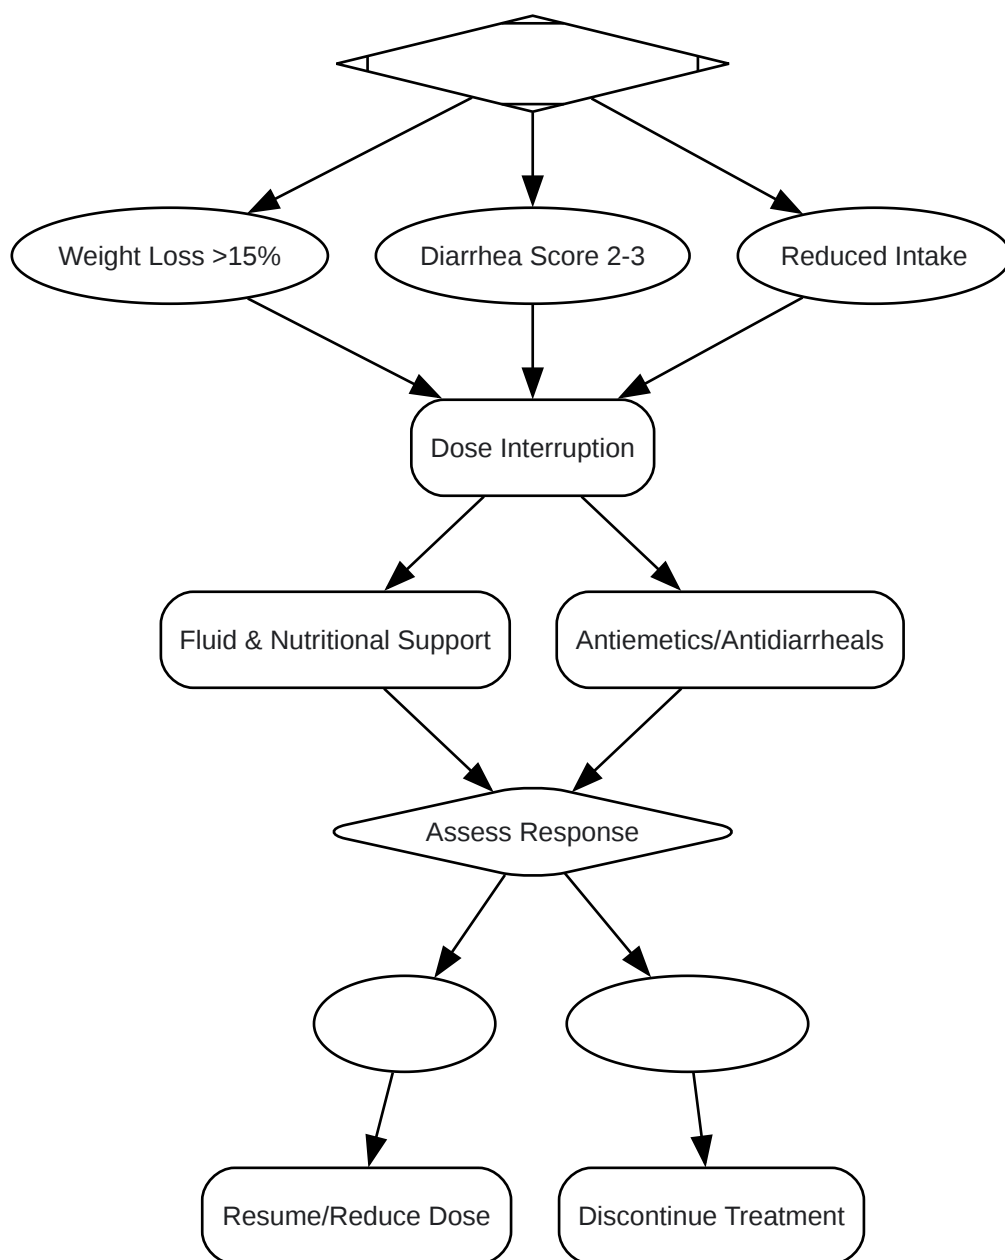 Weight Loss >15%
Diarrhea Score 2-3
Reduced Intake
Dose Interruption
Fluid & Nutritional Support
Antiemetics/Antidiarrheals
Assess Response
Resume/Reduce Dose
Discontinue Treatment